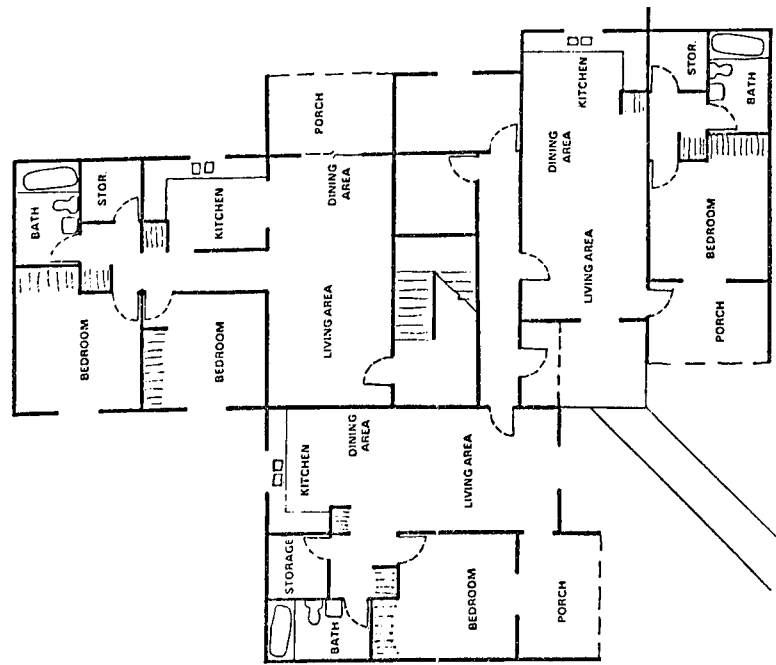 BATH
STOR.
KITCHEN
PORCH
DINING
AREA
LIVING AREA
BEDROOM
BEDROOM
KITCHEN
DINING
AREA
LIVING AREA
STOR.
BATH
BEDROOM
PORCH
KITCHEN
DINING
AREA
LIVING AREA
STORAGE
BATH
BEDROOM
PORCH